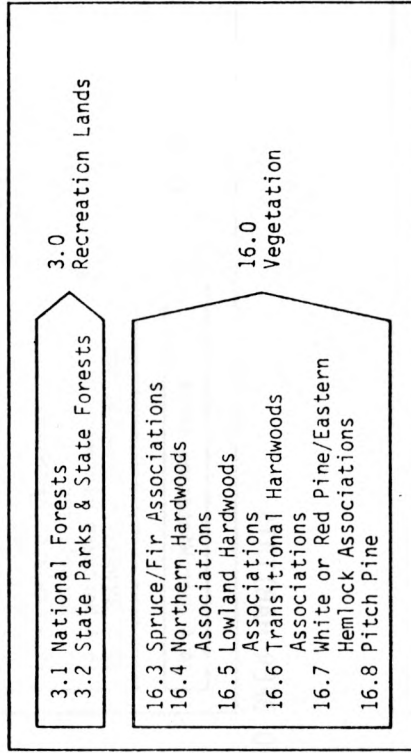 3.1 National Forests
3.2 State Parks & State Forests
3.0
Recreation Lands
16.3 Spruce/Fir Associations
16.4 Northern Hardwoods
Associations
16.5 Lowland Hardwoods
Associations
16.6 Transitional Hardwoods
Associations
16.7 White or Red Pine/Eastern
Hemlock Associations
16.8 Pitch Pine
16.0
Vegetation